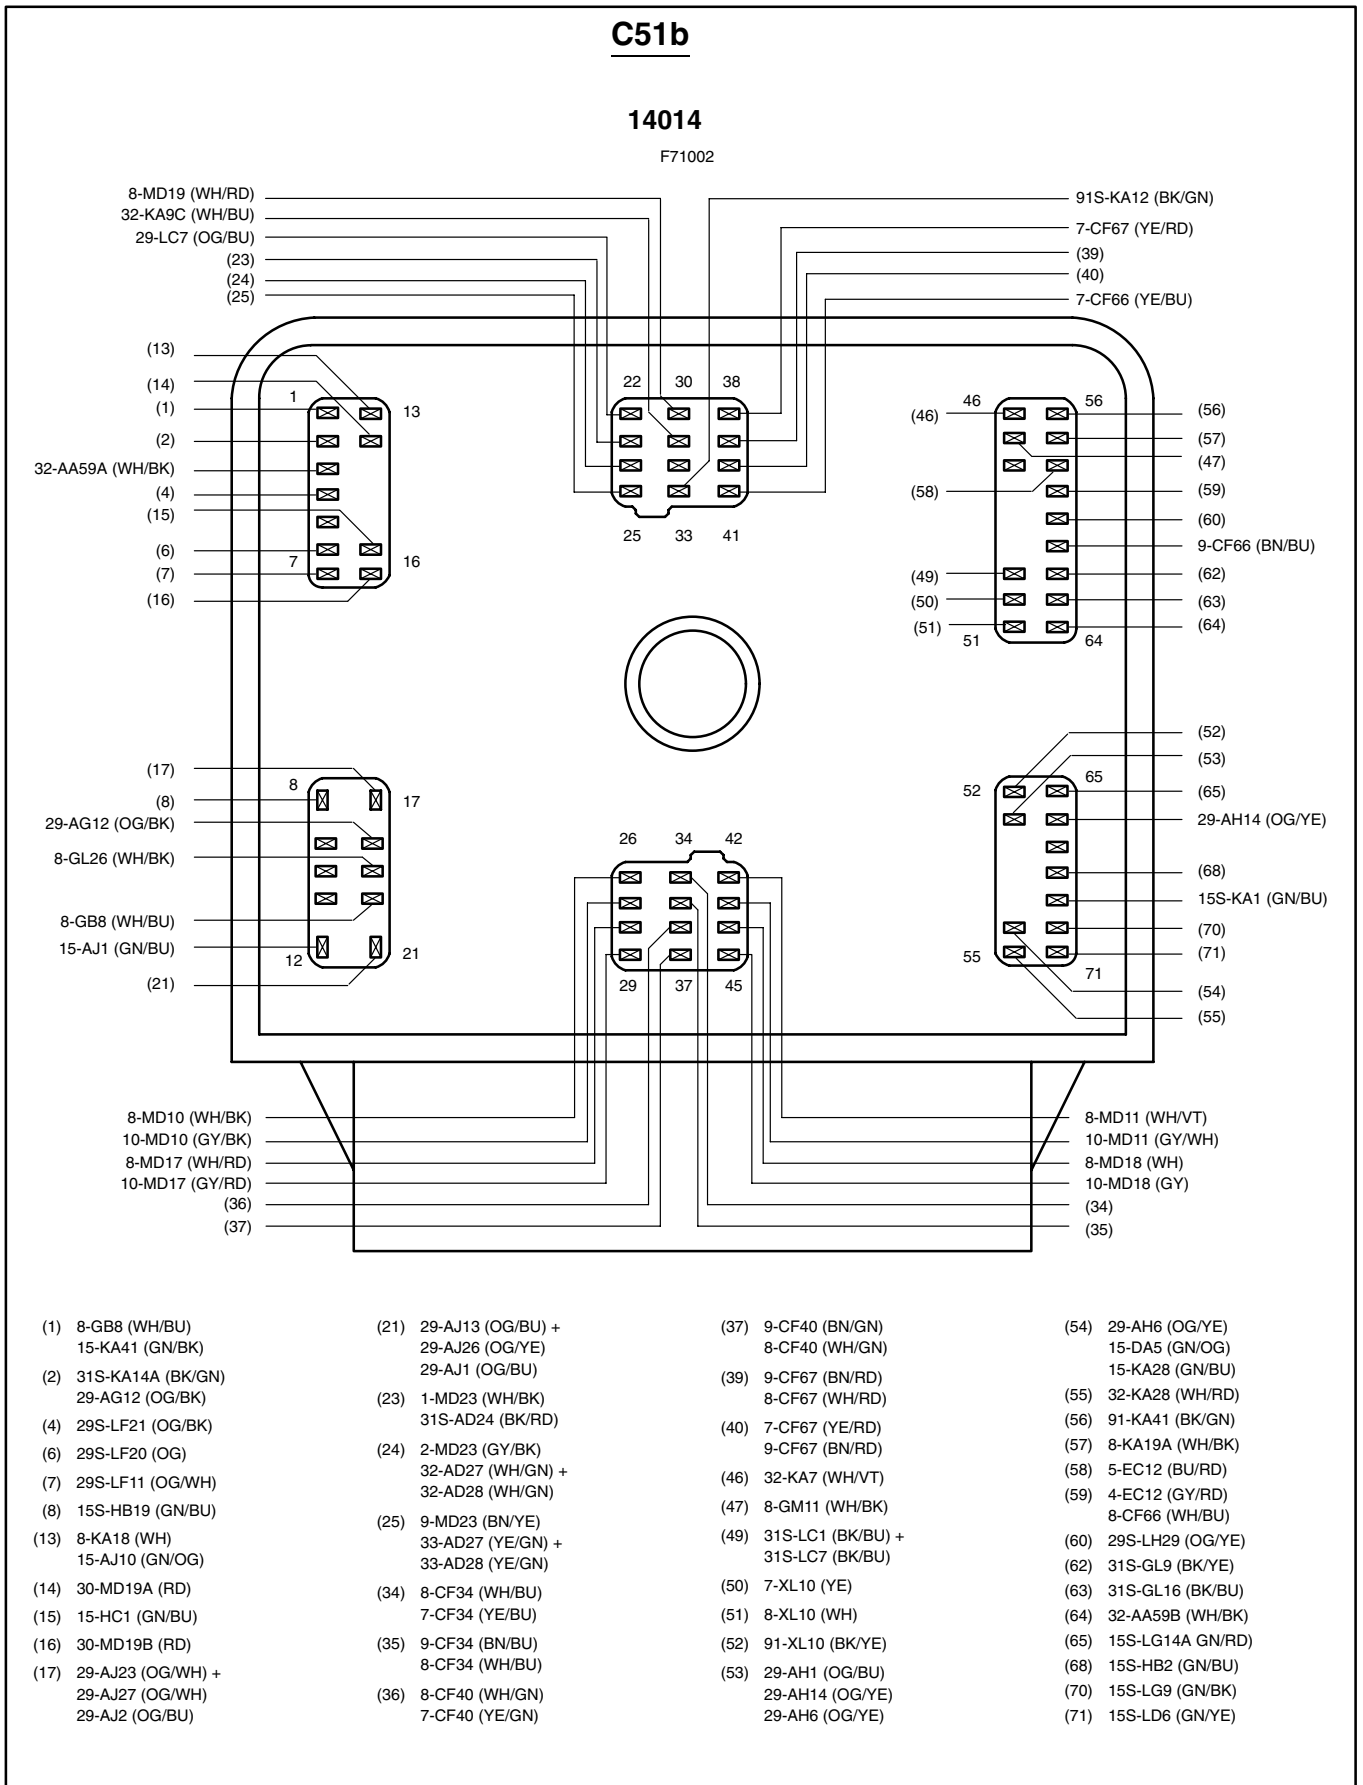 C51b
14014
F71002
8-MD19 (WH/RD)
32-KA9C (WH/BU)
29-LC7 (OG/BU)
(23)
(24)
(25)
91S-KA12 (BK/GN)
7-CF67 (YE/RD)
(39)
(40)
7-CF66 (YE/BU)
(13)
(14)
(1)
(2)
32-AA59A (WH/BK)
(4)
(15)
(6)
(7)
(16)
1
13
7
16
22 30 38
25 33 41
46 56
51 64
(46)
(58)
(49)
(50)
(51)
(56)
(57)
(47)
(59)
(60)
9-CF66 (BN/BU)
(62)
(63)
(64)
(17)
(8)
29-AG12 (OG/BK)
8-GL26 (WH/BK)
8-GB8 (WH/BU)
15-AJ1 (GN/BU)
(21)
8
17
12
21
26 34 42
29 37 45
52 65
55 71
(52)
(53)
(65)
29-AH14 (OG/YE)
(68)
15S-KA1 (GN/BU)
(70)
(71)
(54)
(55)
8-MD10 (WH/BK)
10-MD10 (GY/BK)
8-MD17 (WH/RD)
10-MD17 (GY/RD)
(36)
(37)
8-MD11 (WH/VT)
10-MD11 (GY/WH)
8-MD18 (WH)
10-MD18 (GY)
(34)
(35)
(1) 8-GB8 (WH/BU)
15-KA41 (GN/BK)
(2) 31S-KA14A (BK/GN)
29-AG12 (OG/BK)
(4) 29S-LF21 (OG/BK)
(6) 29S-LF20 (OG)
(7) 29S-LF11 (OG/WH)
(8) 15S-HB19 (GN/BU)
(13) 8-KA18 (WH)
15-AJ10 (GN/OG)
(14) 30-MD19A (RD)
(15) 15-HC1 (GN/BU)
(16) 30-MD19B (RD)
(17) 29-AJ23 (OG/WH) +
29-AJ27 (OG/WH)
29-AJ2 (OG/BU)
(21) 29-AJ13 (OG/BU) +
29-AJ26 (OG/YE)
29-AJ1 (OG/BU)
(23) 1-MD23 (WH/BK)
31S-AD24 (BK/RD)
(24) 2-MD23 (GY/BK)
32-AD27 (WH/GN) +
32-AD28 (WH/GN)
(25) 9-MD23 (BN/YE)
33-AD27 (YE/GN) +
33-AD28 (YE/GN)
(34) 8-CF34 (WH/BU)
7-CF34 (YE/BU)
(35) 9-CF34 (BN/BU)
8-CF34 (WH/BU)
(36) 8-CF40 (WH/GN)
7-CF40 (YE/GN)
(37) 9-CF40 (BN/GN)
8-CF40 (WH/GN)
(39) 9-CF67 (BN/RD)
8-CF67 (WH/RD)
(40) 7-CF67 (YE/RD)
9-CF67 (BN/RD)
(46) 32-KA7 (WH/VT)
(47) 8-GM11 (WH/BK)
(49) 31S-LC1 (BK/BU) +
31S-LC7 (BK/BU)
(50) 7-XL10 (YE)
(51) 8-XL10 (WH)
(52) 91-XL10 (BK/YE)
(53) 29-AH1 (OG/BU)
29-AH14 (OG/YE)
29-AH6 (OG/YE)
(54) 29-AH6 (OG/YE)
15-DA5 (GN/OG)
15-KA28 (GN/BU)
(55) 32-KA28 (WH/RD)
(56) 91-KA41 (BK/GN)
(57) 8-KA19A (WH/BK)
(58) 5-EC12 (BU/RD)
(59) 4-EC12 (GY/RD)
8-CF66 (WH/BU)
(60) 29S-LH29 (OG/YE)
(62) 31S-GL9 (BK/YE)
(63) 31S-GL16 (BK/BU)
(64) 32-AA59B (WH/BK)
(65) 15S-LG14A GN/RD)
(68) 15S-HB2 (GN/BU)
(70) 15S-LG9 (GN/BK)
(71) 15S-LD6 (GN/YE)